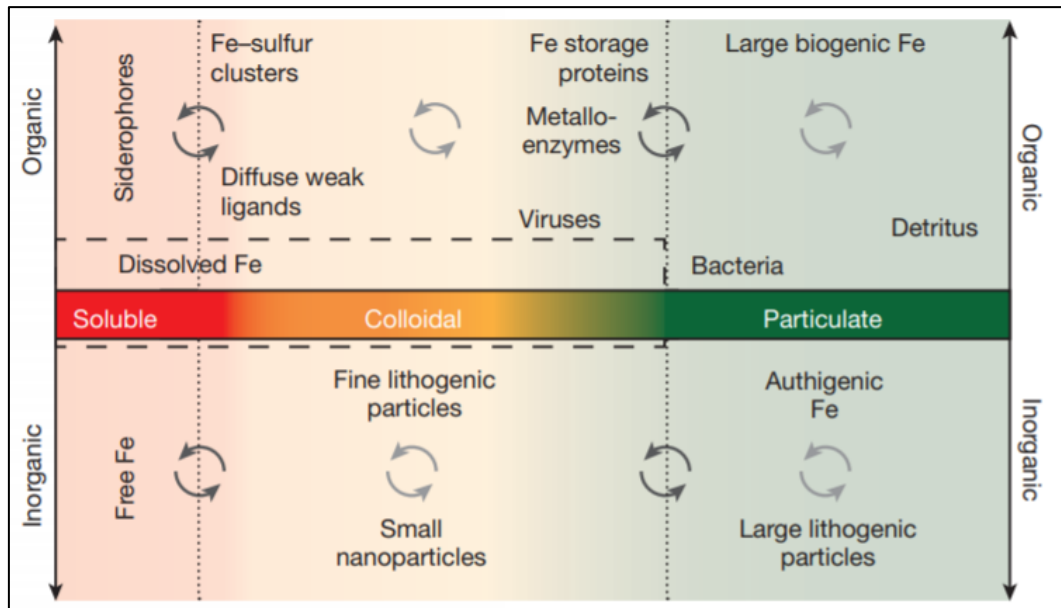 Organic
Siderophores
Fe–sulfur
clusters
Diffuse weak
ligands
Fe storage
proteins
Metallo-
enzymes
Viruses
Large biogenic Fe
Detritus
Bacteria
Organic
Dissolved Fe
Soluble
Colloidal
Particulate
Inorganic
Free Fe
Fine lithogenic
particles
Small
nanoparticles
Authigenic
Fe
Large lithogenic
particles
Inorganic